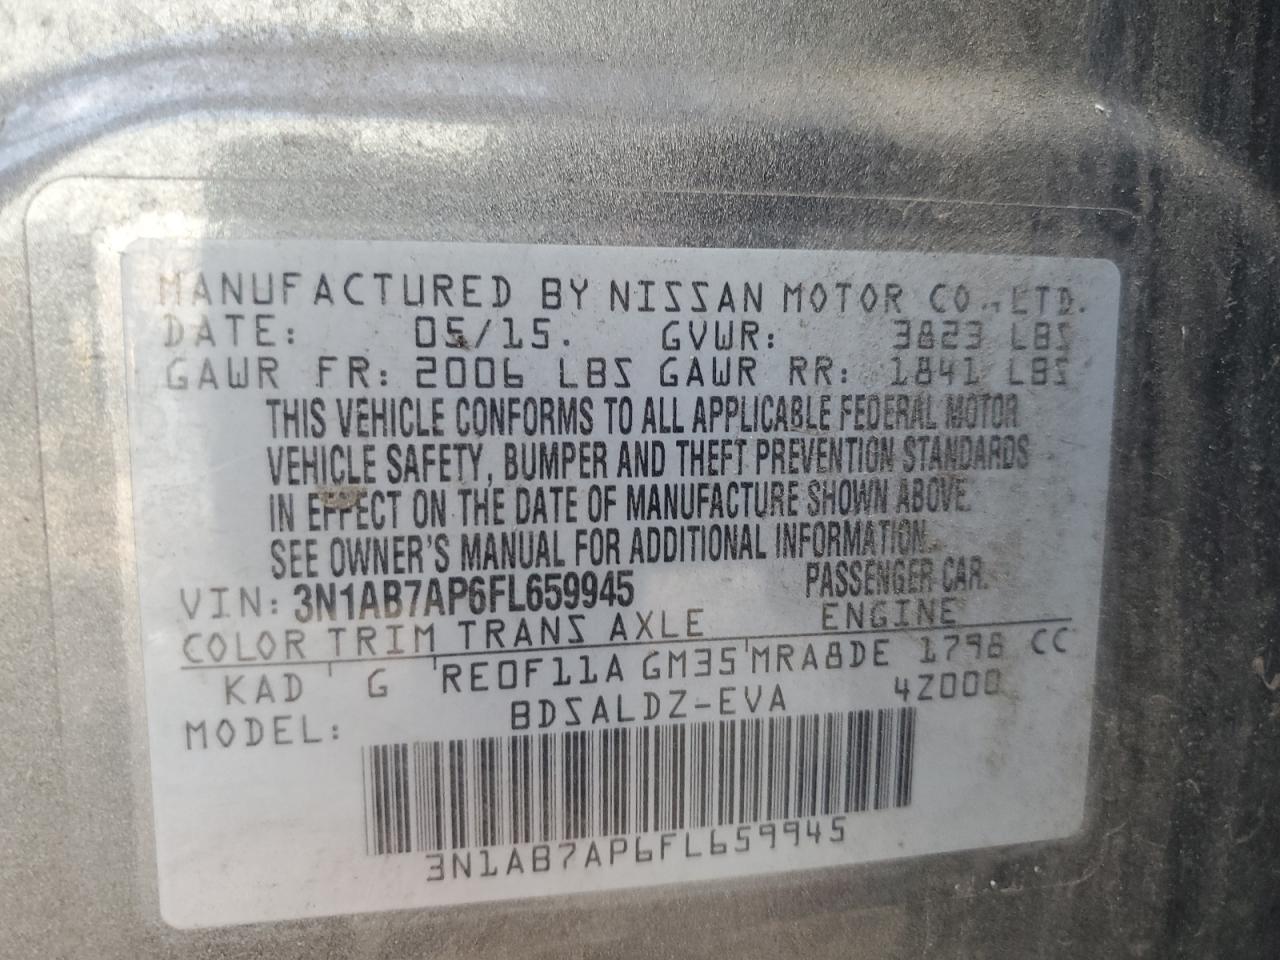 MANUFACTURED BY NISSAN MOTOR CO.,LTD.
DATE: 05/15. GVWR: 3823 LBS
GAWR FR: 2006 LBS GAWR RR: 1841 LBS
THIS VEHICLE CONFORMS TO ALL APPLICABLE FEDERAL MOTOR
VEHICLE SAFETY, BUMPER AND THEFT PREVENTION STANDARDS
IN EFFECT ON THE DATE OF MANUFACTURE SHOWN ABOVE.
SEE OWNER'S MANUAL FOR ADDITIONAL INFORMATION.
VIN: 3N1AB7AP6FL659945 PASSENGER CAR.
COLOR TRIM TRANS AXLE ENGINE
KAD G RE0F11A GM35 MRA8DE 1798 CC
MODEL: BDSALDZ-EVA 42000
3N1AB7AP6FL659945